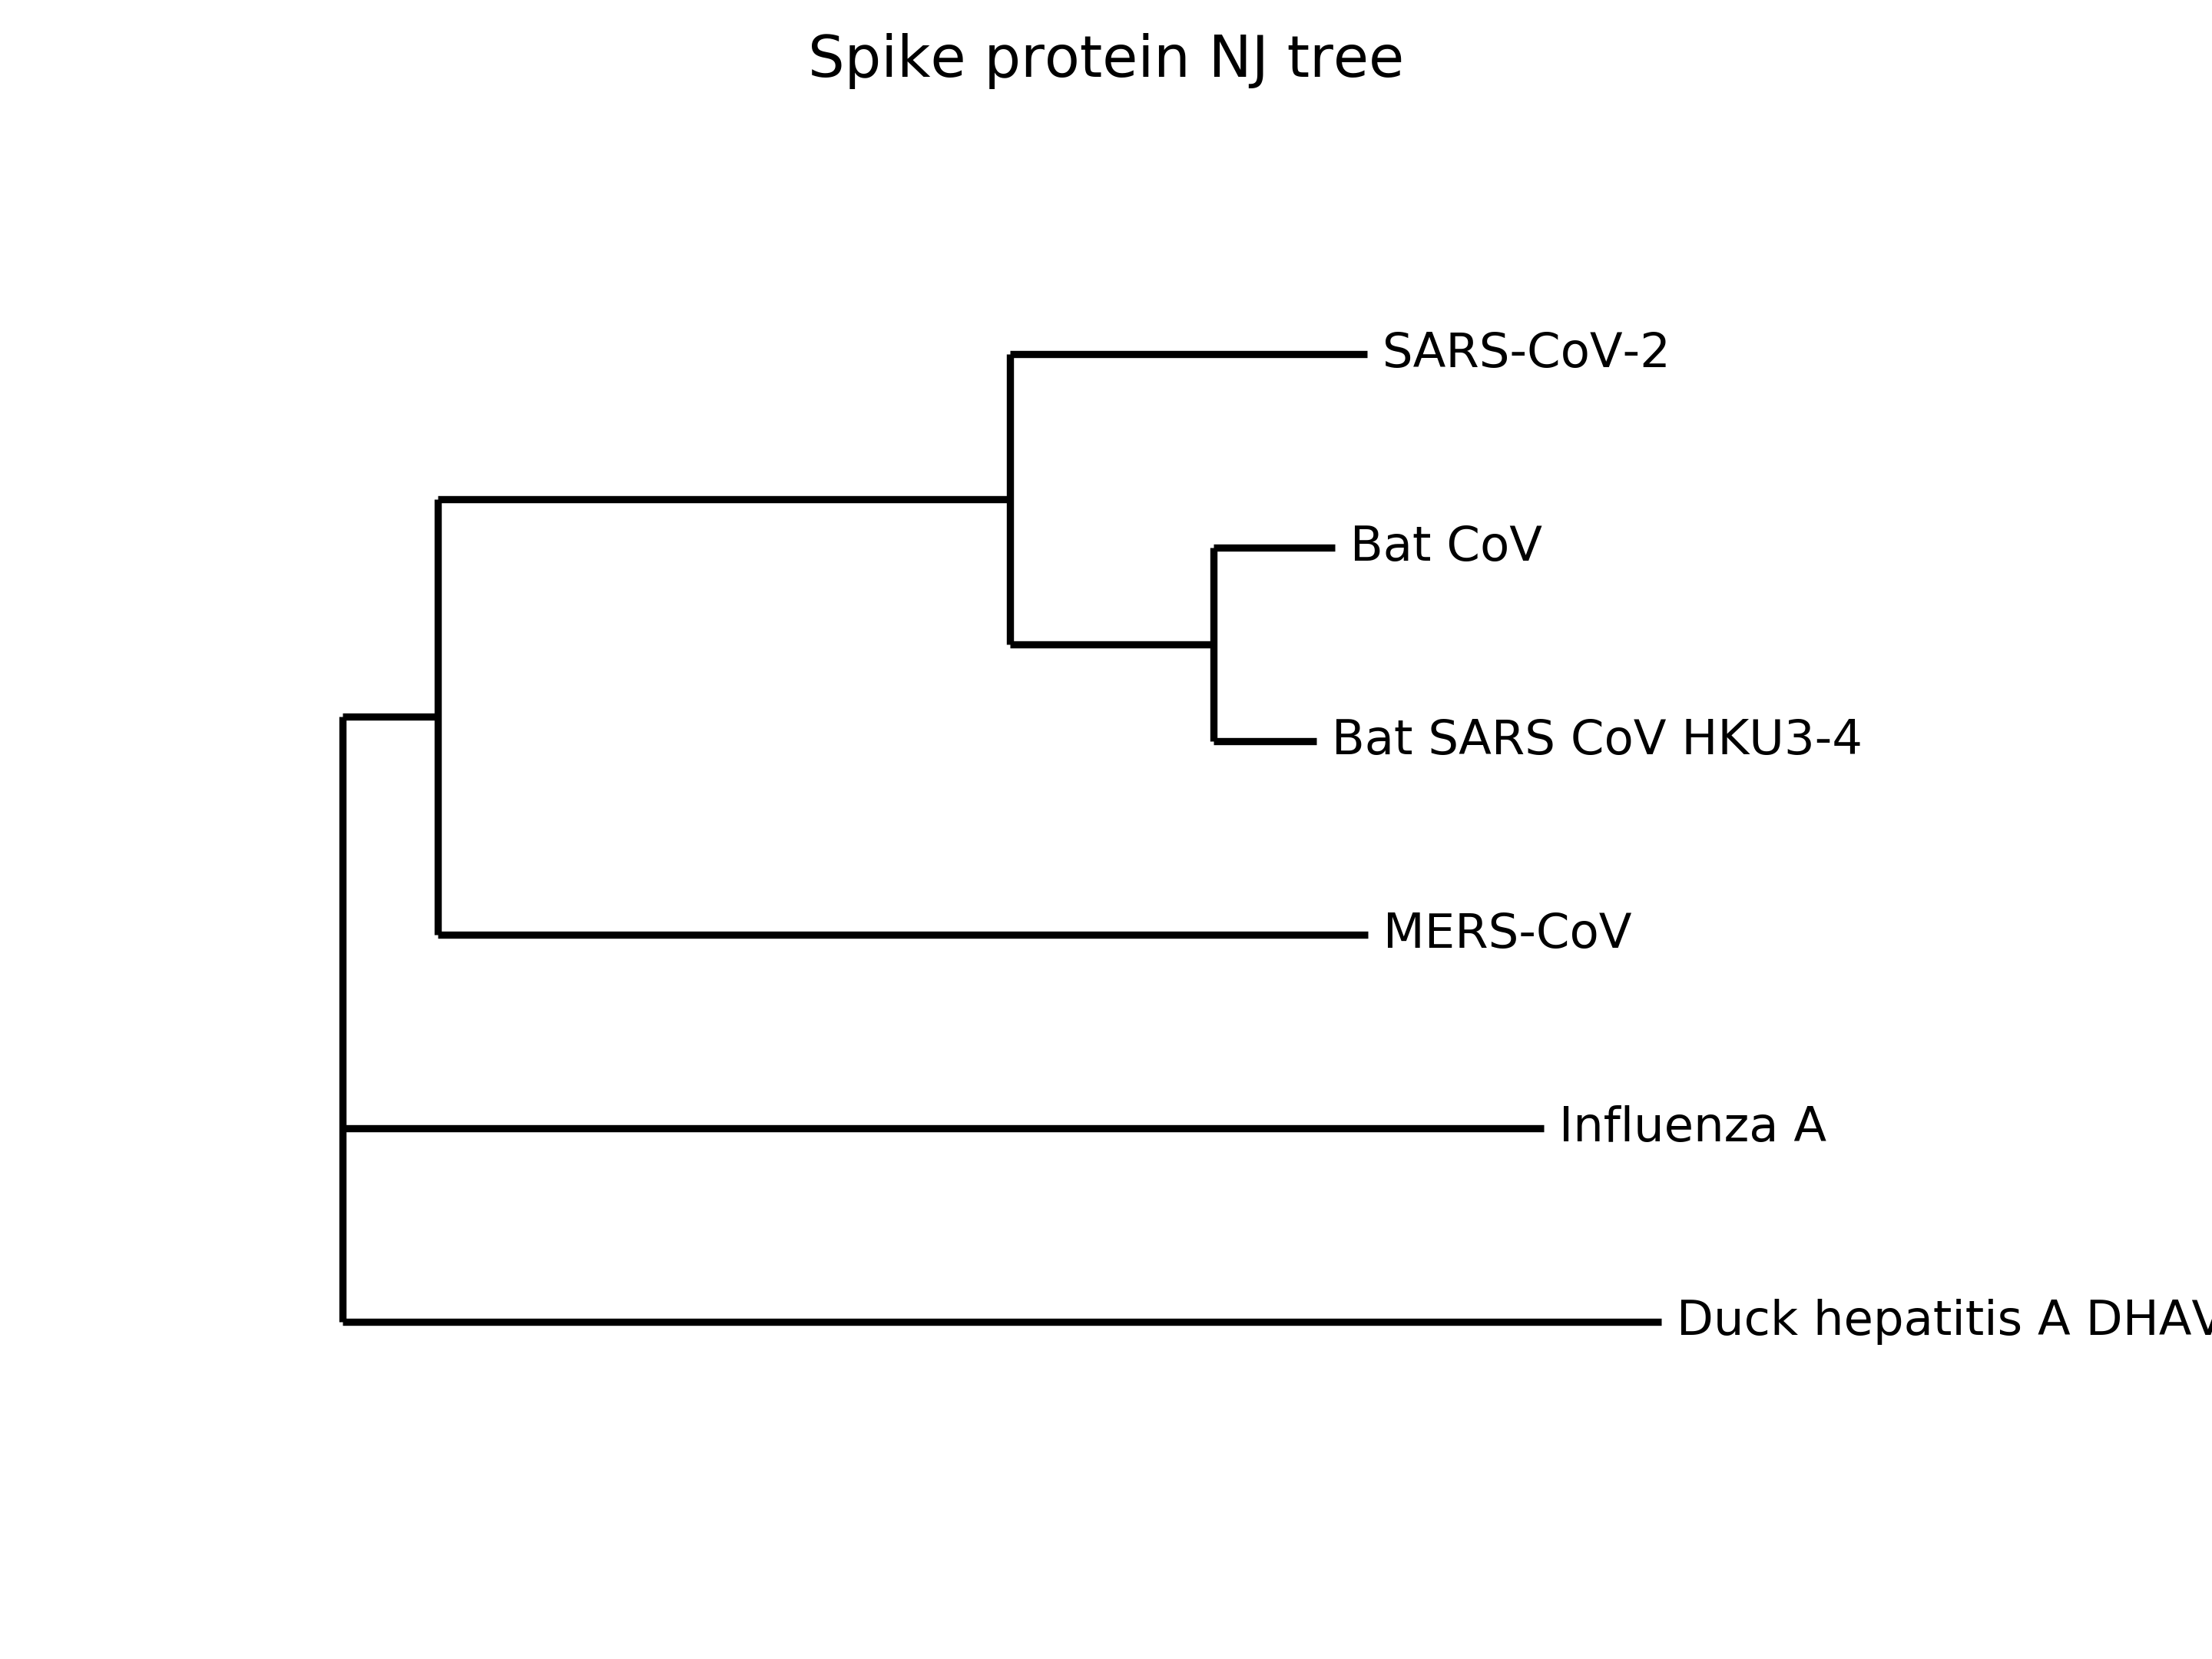 Spike protein NJ tree
SARS-CoV-2
Bat CoV
Bat SARS CoV HKU3-4
MERS-CoV
Influenza A
Duck hepatitis A